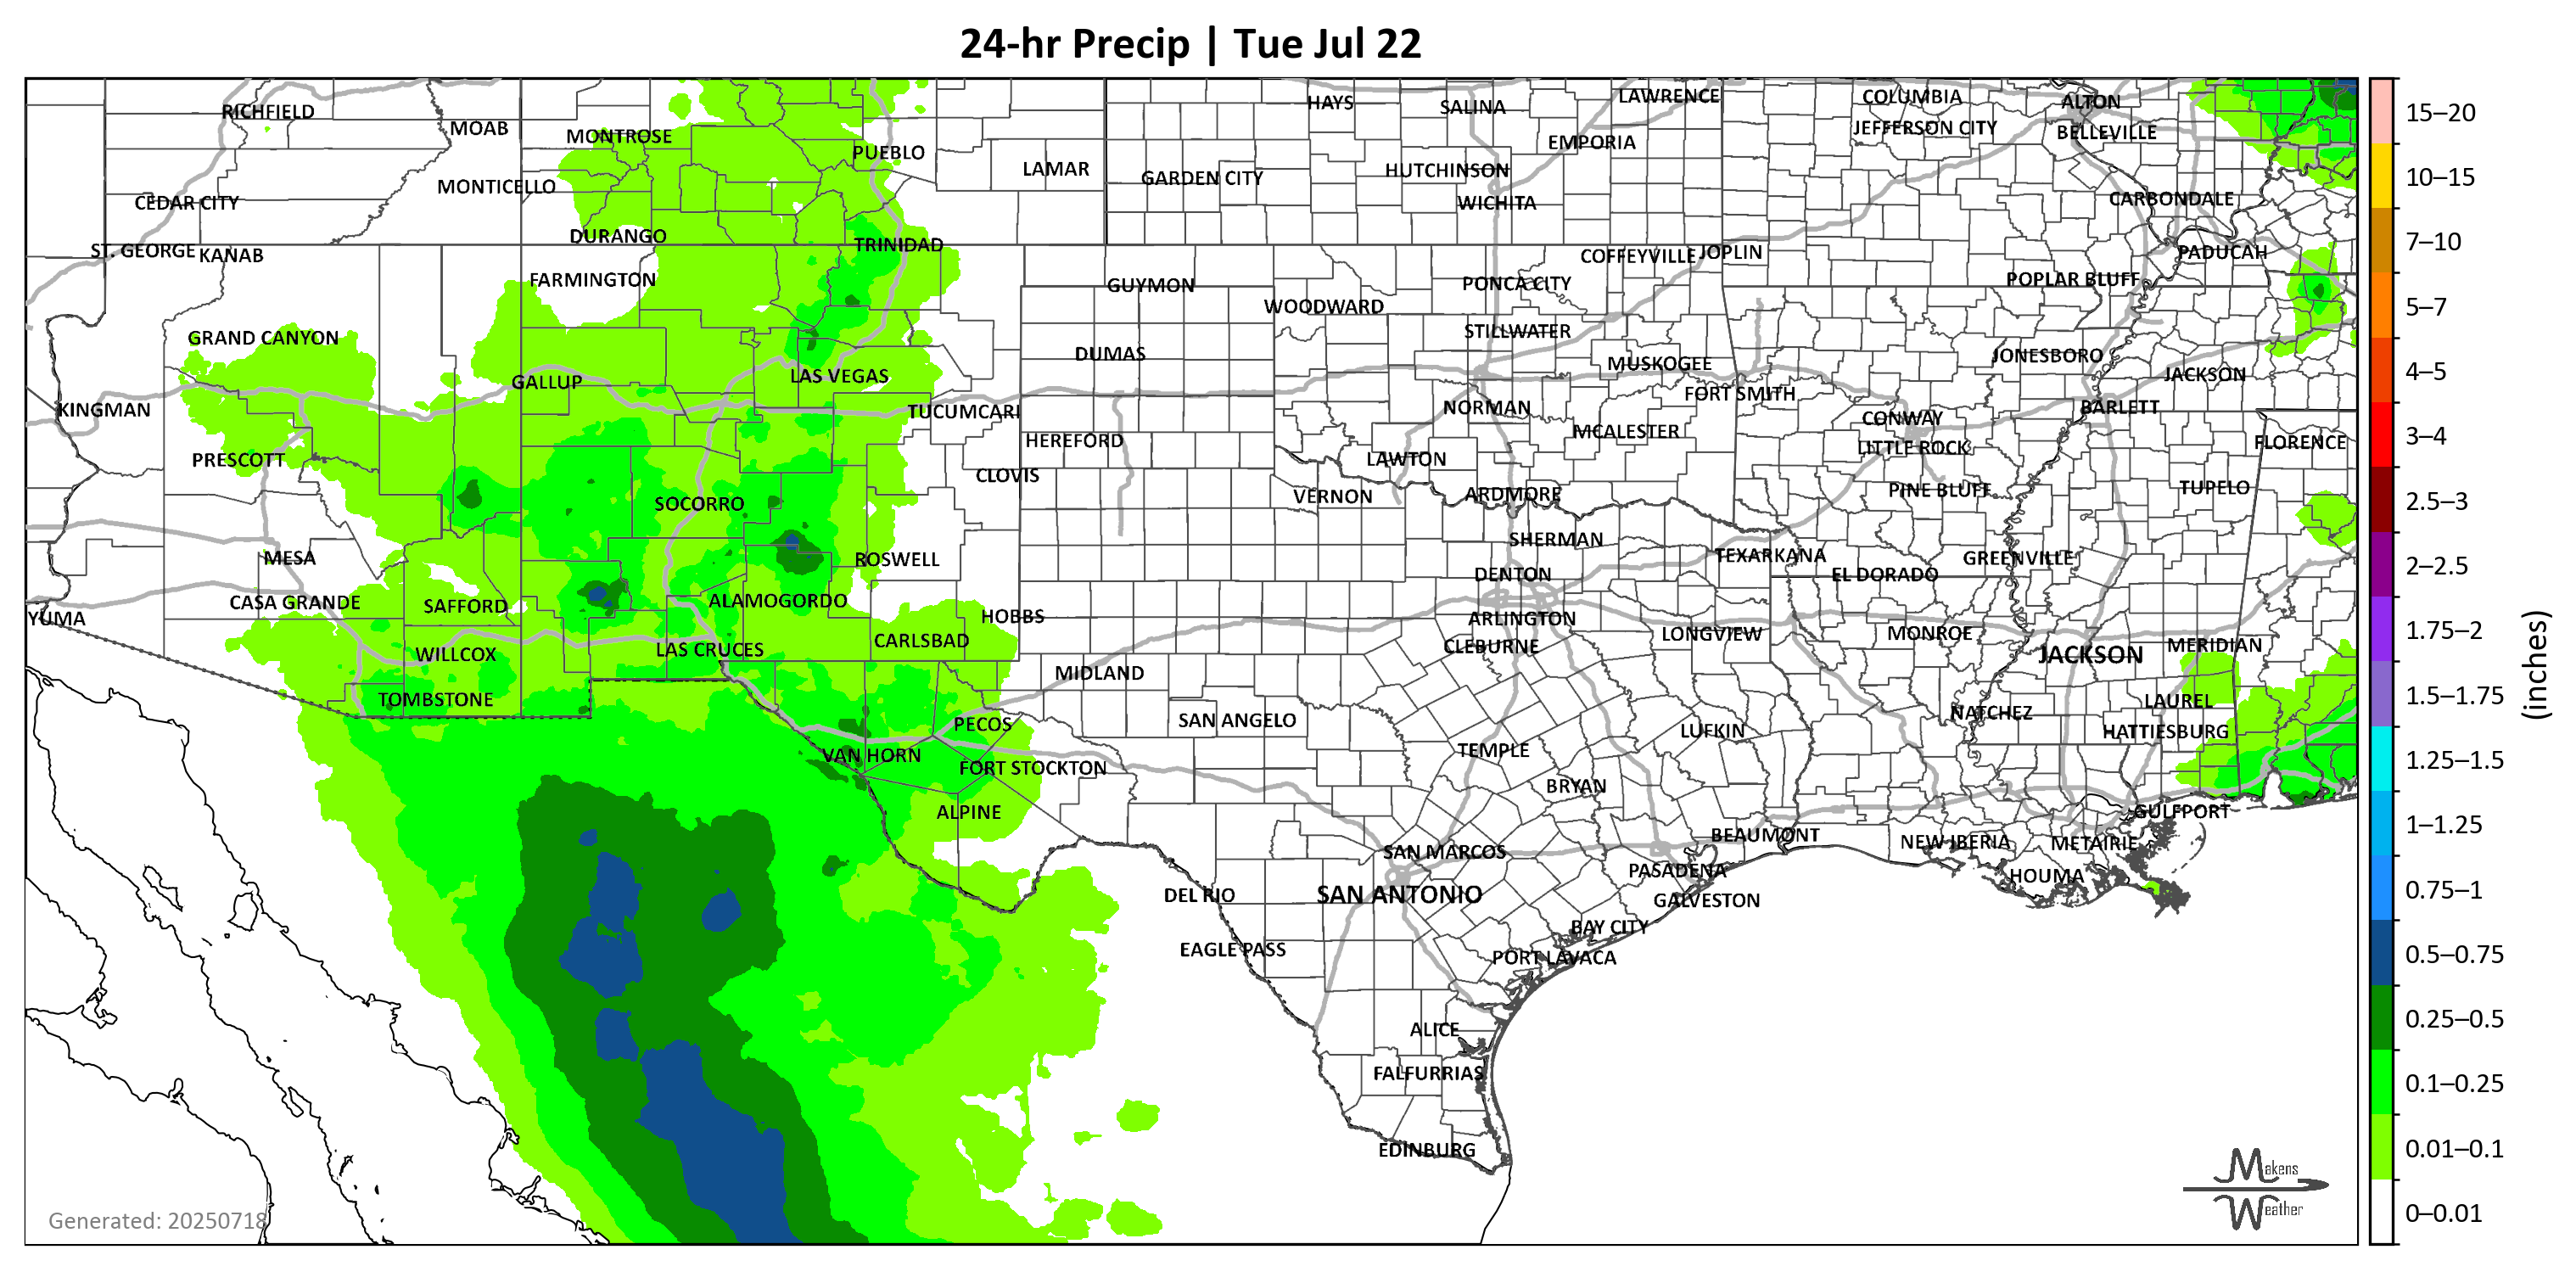 24-hr Precip | Tue Jul 22
RICHFIELD
MOAB
MONTROSE
PUEBLO
LAMAR
HAYS
SALINA
LAWRENCE
COLUMBIA
ALTON
JEFFERSON CITY
BELLEVILLE
EMPORIA
GARDEN CITY
HUTCHINSON
WICHITA
MONTICELLO
CEDAR CITY
CARBONDALE
DURANGO
TRINIDAD
ST. GEORGE
KANAB
COFFEYVILLE
JOPLIN
PADUCAH
FARMINGTON
GUYMON
PONCA CITY
POPLAR BLUFF
WOODWARD
GRAND CANYON
STILLWATER
DUMAS
MUSKOGEE
JONESBORO
GALLUP
LAS VEGAS
JACKSON
FORT SMITH
KINGMAN
TUCUMCARI
NORMAN
CONWAY
BARLETT
HEREFORD
MCALESTER
LITTLE ROCK
FLORENCE
PRESCOTT
LAWTON
CLOVIS
SOCORRO
VERNON
ARDMORE
PINE BLUFF
TUPELO
MESA
ROSWELL
SHERMAN
TEXARKANA
GREENVILLE
DENTON
EL DORADO
CASA GRANDE
SAFFORD
ALAMOGORDO
YUMA
HOBBS
ARLINGTON
CARLSBAD
CLEBURNE
LONGVIEW
MONROE
MERIDIAN
WILLCOX
LAS CRUCES
JACKSON
MIDLAND
TOMBSTONE
LAUREL
PECOS
SAN ANGELO
NATCHEZ
HATTIESBURG
LUFKIN
VAN HORN
TEMPLE
FORT STOCKTON
BRYAN
ALPINE
GULFPORT
BEAUMONT
NEW IBERIA
METAIRIE
SAN MARCOS
PASADENA
HOUMA
DEL RIO
SAN ANTONIO
GALVESTON
BAY CITY
EAGLE PASS
PORT LAVACA
ALICE
FALFURRIAS
EDINBURG
Generated: 20250718
Makens
Weather
15–20
10–15
7–10
5–7
4–5
3–4
2.5–3
2–2.5
1.75–2
1.5–1.75
1.25–1.5
1–1.25
0.75–1
0.5–0.75
0.25–0.5
0.1–0.25
0.01–0.1
0–0.01
(inches)